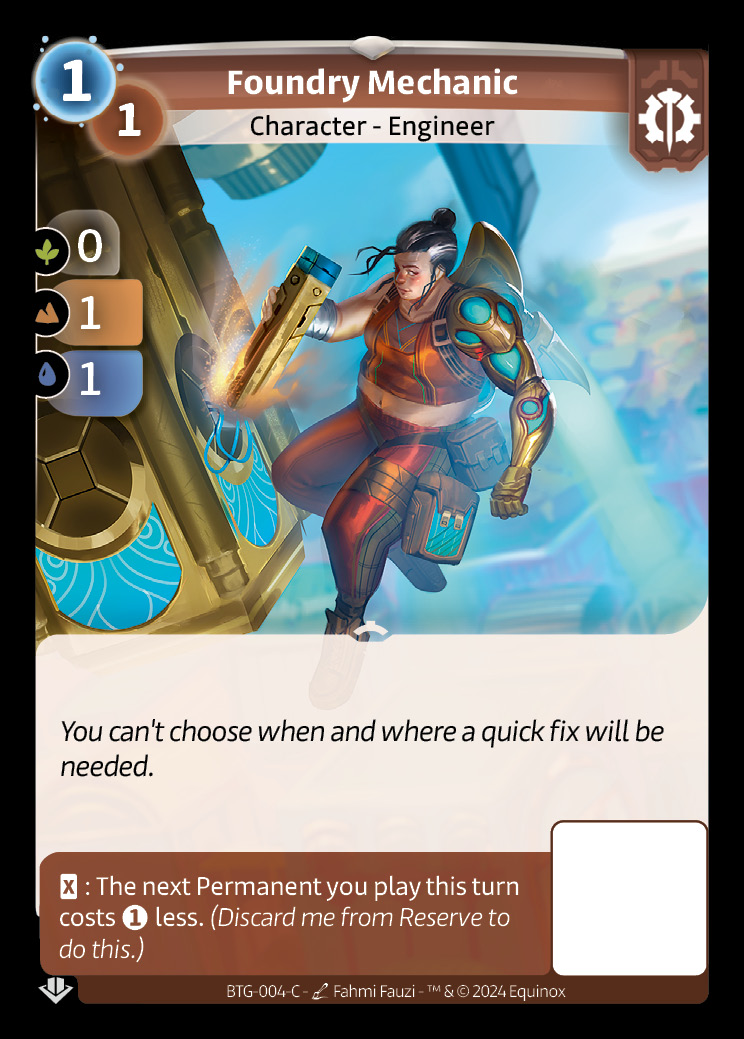 1
Foundry Mechanic
1
Character - Engineer
0
1
1
You can't choose when and where a quick fix will be
needed.
X : The next Permanent you play this turn
costs 1 less. (Discard me from Reserve to
do this.)
BTG-004-C - Fahmi Fauzi - ™ & © 2024 Equinox